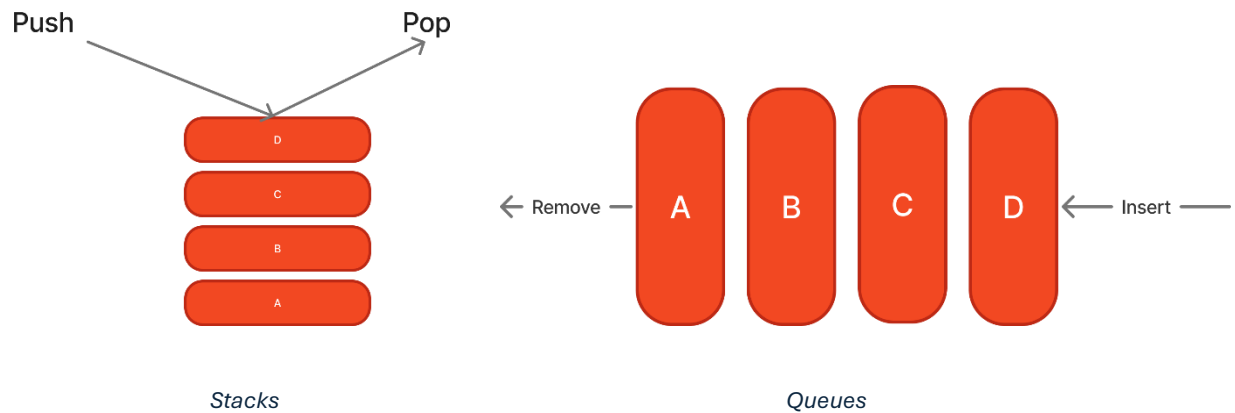 Push
Pop
D
C
B
A
Stacks
Remove
A
B
C
D
Insert
Queues